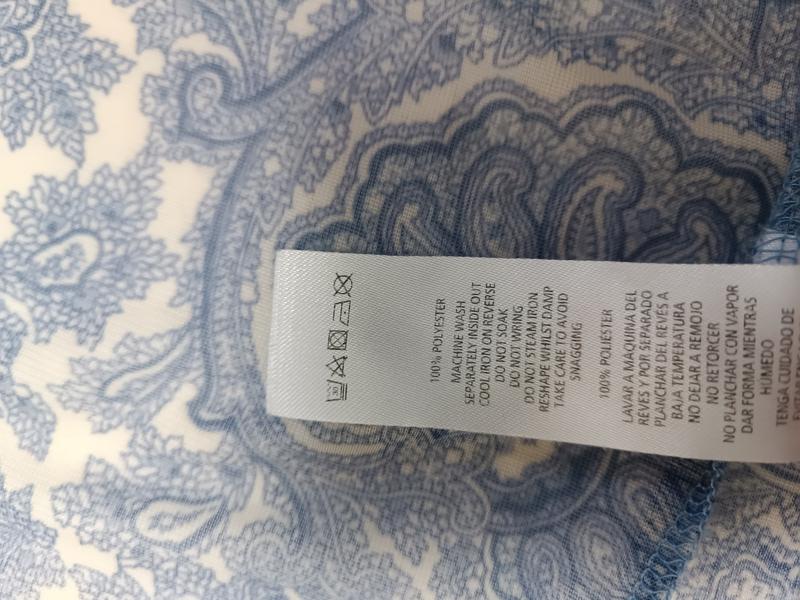 30
100% POLYESTER
MACHINE WASH
SEPARATELY INSIDE OUT
COOL IRON ON REVERSE
DO NOT SOAK
DO NOT WRING
DO NOT STEAM IRON
RESHAPE WHILST DAMP
TAKE CARE TO AVOID
SNAGGING
100% POLIÉSTER
LAVAR A MAQUINA DEL
REVÉS Y POR SEPARADO
PLANCHAR DEL REVÉS A
BAJA TEMPERATURA
NO DEJAR A REMOJO
NO RETORCER
NO PLANCHAR CON VAPOR
DAR FORMA MIENTRAS
HÚMEDO
TENGA CUIDADO DE